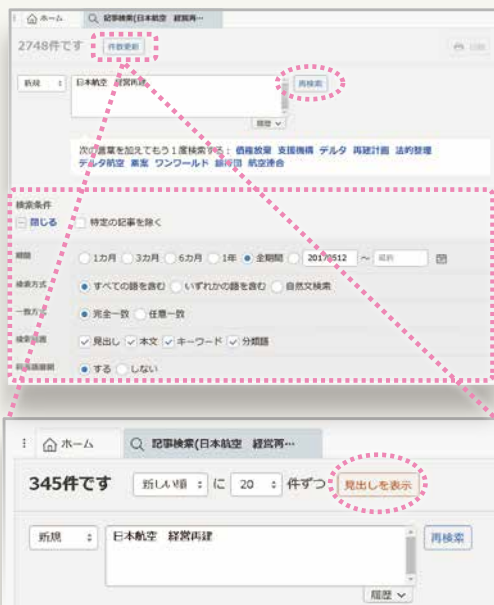 ホーム 記事検索(日本航空 経営再…
2748件です 件数更新
新規 日本航空 経営再建 再検索
履歴
次の言葉を加えてもう1度検索する: 債権放棄 支援機構 デルタ 再建計画 法的整理
デルタ航空 素案 ワンワールド 銀行団 航空連合
検索条件
閉じる 特定の記事を除く
期間 1カ月 3カ月 6カ月 1年 全期間 20170512 ～
検索方式 すべての語を含む いずれかの語を含む 自然文検索
一致方式 完全一致 任意一致
検索範囲 見出し 本文 キーワード 分類語
する しない
ホーム 記事検索(日本航空 経営再…
345件です 新しい順 に 20 件ずつ 見出しを表示
新規 日本航空 経営再建 再検索
履歴